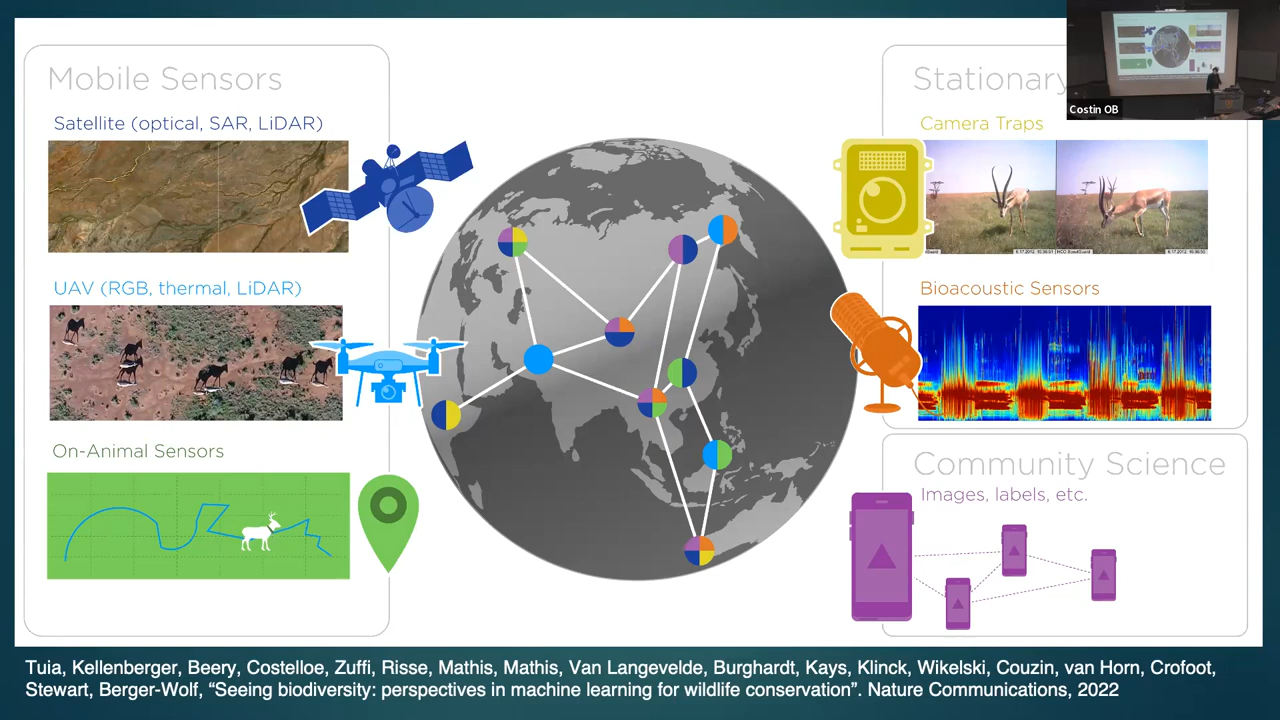 Mobile Sensors
Satellite (optical, SAR, LiDAR)
UAV (RGB, thermal, LiDAR)
On-Animal Sensors
Stationary
Costin OB
Camera Traps
Bioacoustic Sensors
Community Science
Images, labels, etc.
Tuia, Kellenberger, Beery, Costelloe, Zuffi, Risse, Mathis, Mathis, Van Langevelde, Burghardt, Kays, Klinck, Wikelski, Couzin, van Horn, Crofoot,
Stewart, Berger-Wolf, “Seeing biodiversity: perspectives in machine learning for wildlife conservation”. Nature Communications, 2022